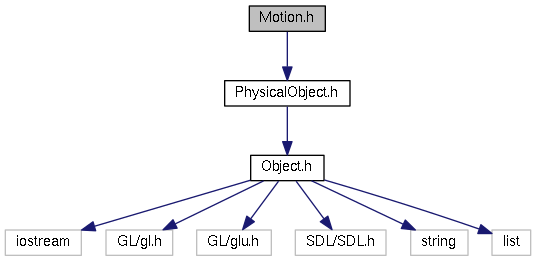 Motion.h
PhysicalObject.h
Object.h
iostream
GL/gl.h
GL/glu.h
SDL/SDL.h
string
list